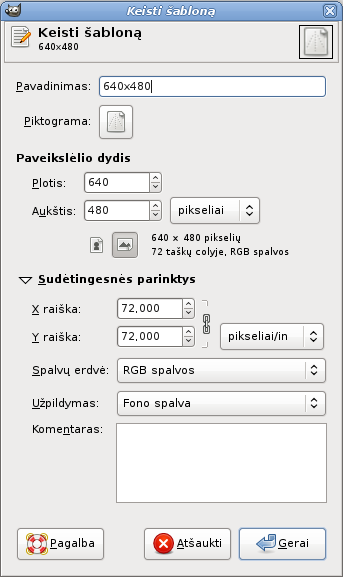 Keisti šabloną
Keisti šabloną
640x480
Pavadinimas: 640x480
Piktograma:
Paveikslėlio dydis
Plotis: 640
Aukštis: 480 pikseliai
640 × 480 pikselių
72 taškų colyje, RGB spalvos
Sudėtingesnės parinktys
X raiška: 72,000
Y raiška: 72,000 pikseliai/in
Spalvų erdvė: RGB spalvos
Užpildymas: Fono spalva
Komentaras:
Pagalba Atšaukti Gerai